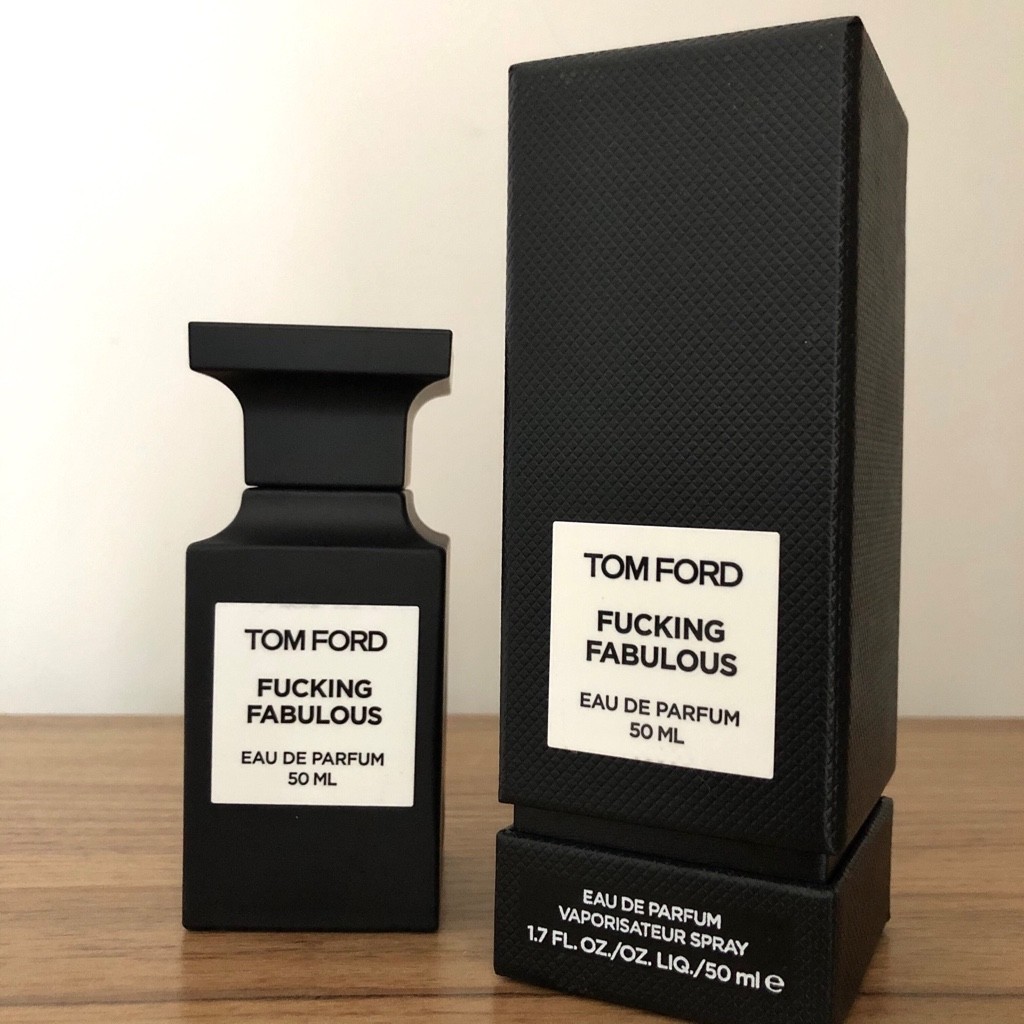 TOM FORD
FUCKING
FABULOUS
EAU DE PARFUM
50 ML
TOM FORD
FUCKING
FABULOUS
EAU DE PARFUM
50 ML
EAU DE PARFUM
VAPORISATEUR SPRAY
1.7 FL. OZ./OZ. LIQ./50 ml ℮